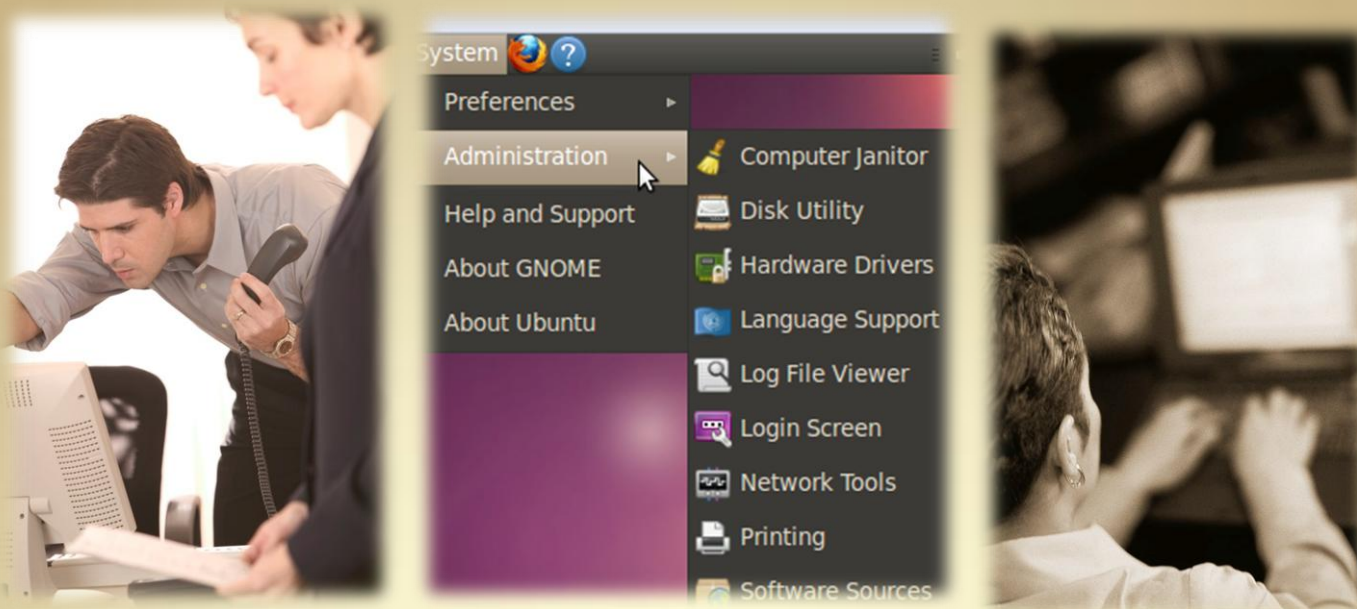 System
Preferences
Administration
Help and Support
About GNOME
About Ubuntu
Computer Janitor
Disk Utility
Hardware Drivers
Language Support
Log File Viewer
Login Screen
Network Tools
Printing
Software Sources